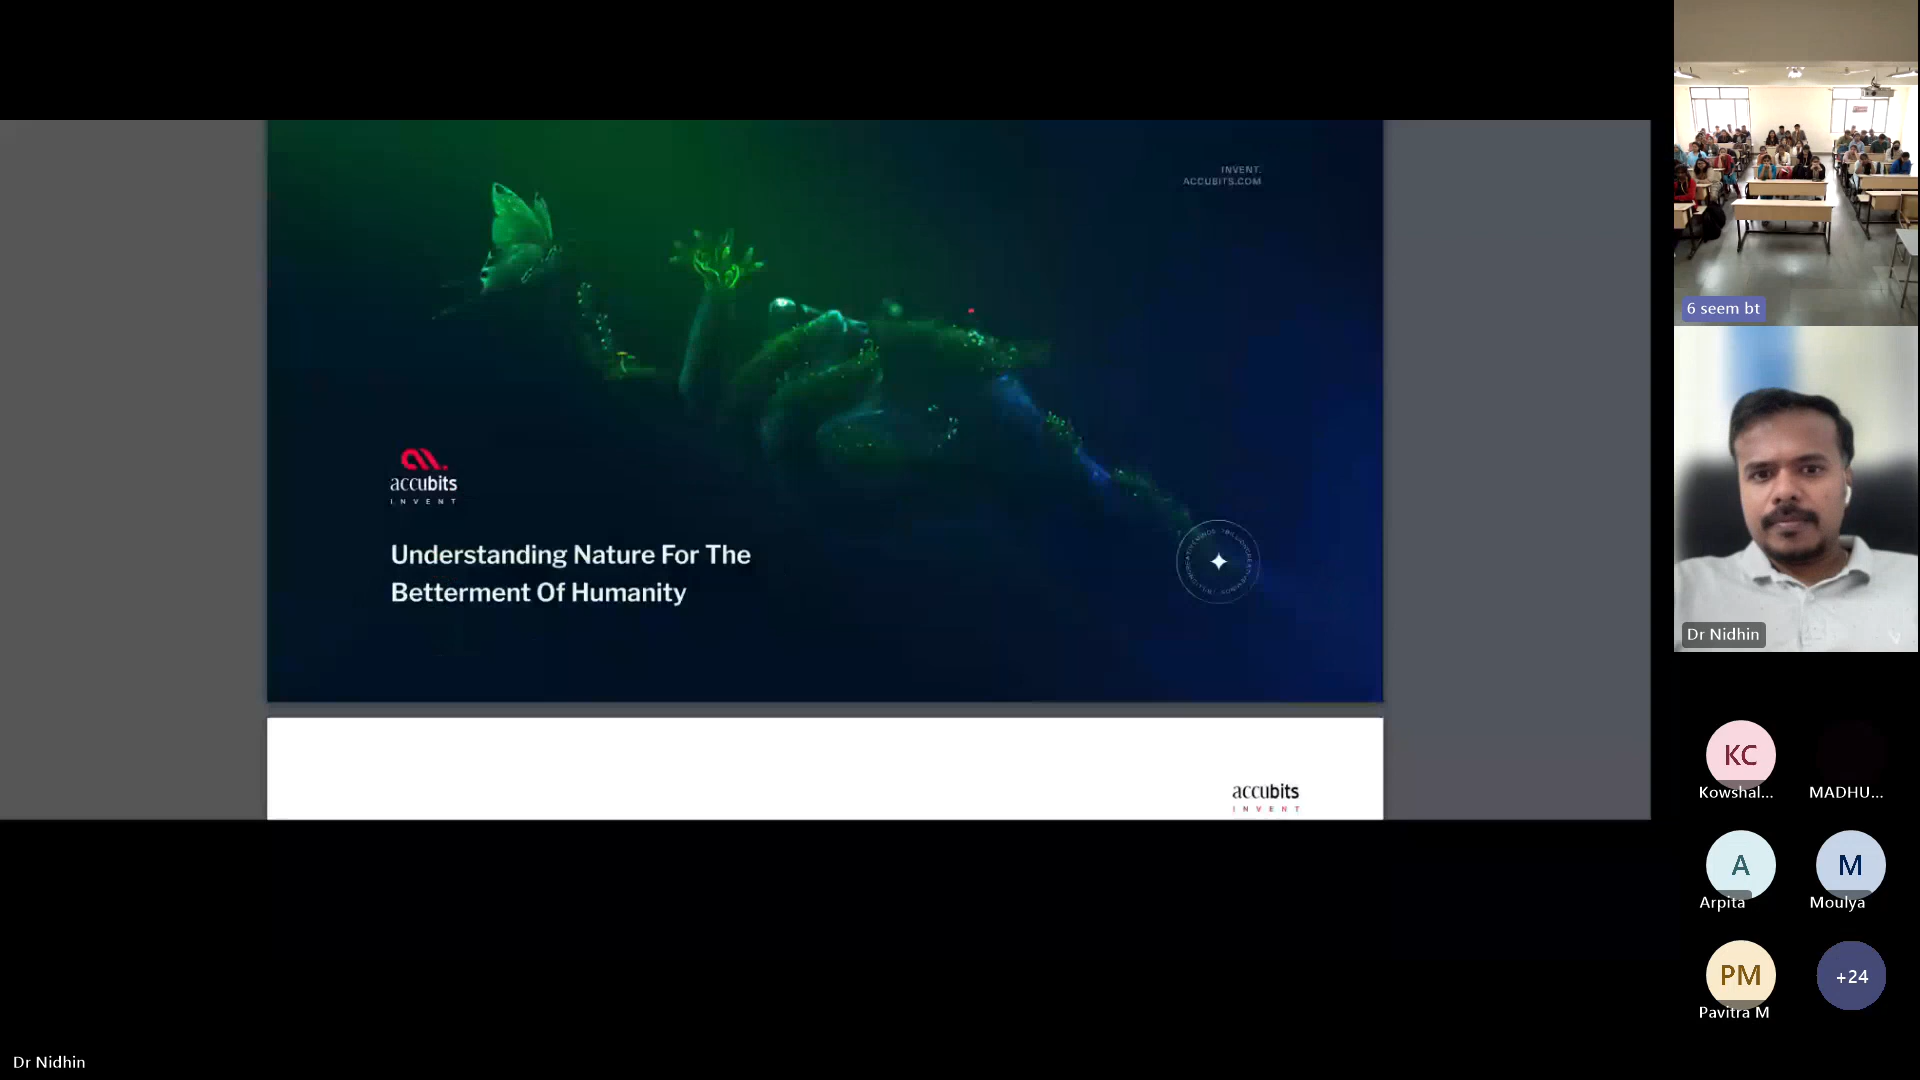 INVENT.
ACCUBITS.COM
accubits
INVENT
Understanding Nature For The
Betterment Of Humanity
accubits
INVENT
6 seem bt
Dr Nidhin
KC
Kowshal...
MADHU...
A
Arpita
M
Moulya
PM
Pavitra M
+24
Dr Nidhin